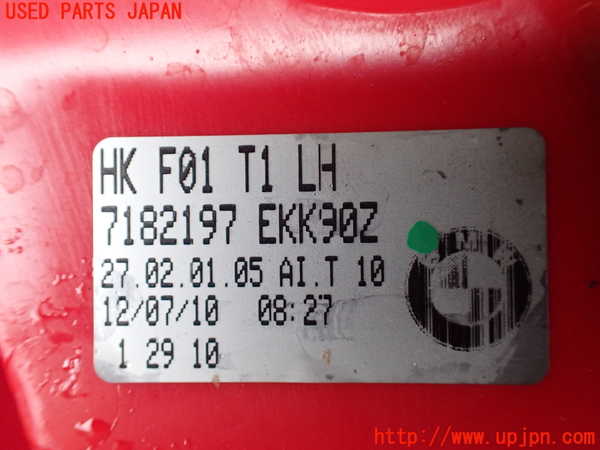 USED PARTS JAPAN
HK F01 T1 LH
7182197 EKK90Z
27.02.01.05 AI.T 10
12/07/10 08:27
1 29 10
http://www.upjpn.com/